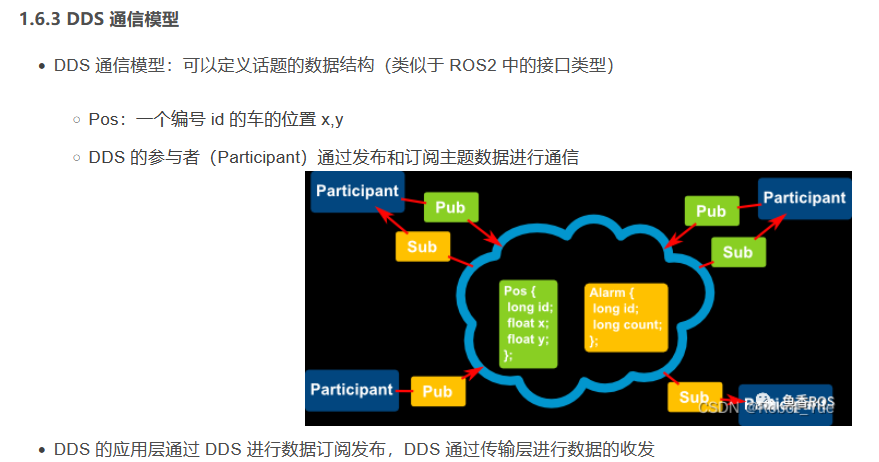 1.6.3 DDS 通信模型
DDS 通信模型：可以定义话题的数据结构（类似于 ROS2 中的接口类型）
Pos：一个编号 id 的车的位置 x,y
DDS 的参与者（Participant）通过发布和订阅主题数据进行通信
Participant
Pub
Sub
Pub
Participant
Sub
Pos {
long id;
float x;
float y;
};
Alarm {
long id;
long count;
};
Participant
Pub
Sub
鱼香ROS
CSDN @Robot_Yue
DDS 的应用层通过 DDS 进行数据订阅发布，DDS 通过传输层进行数据的收发